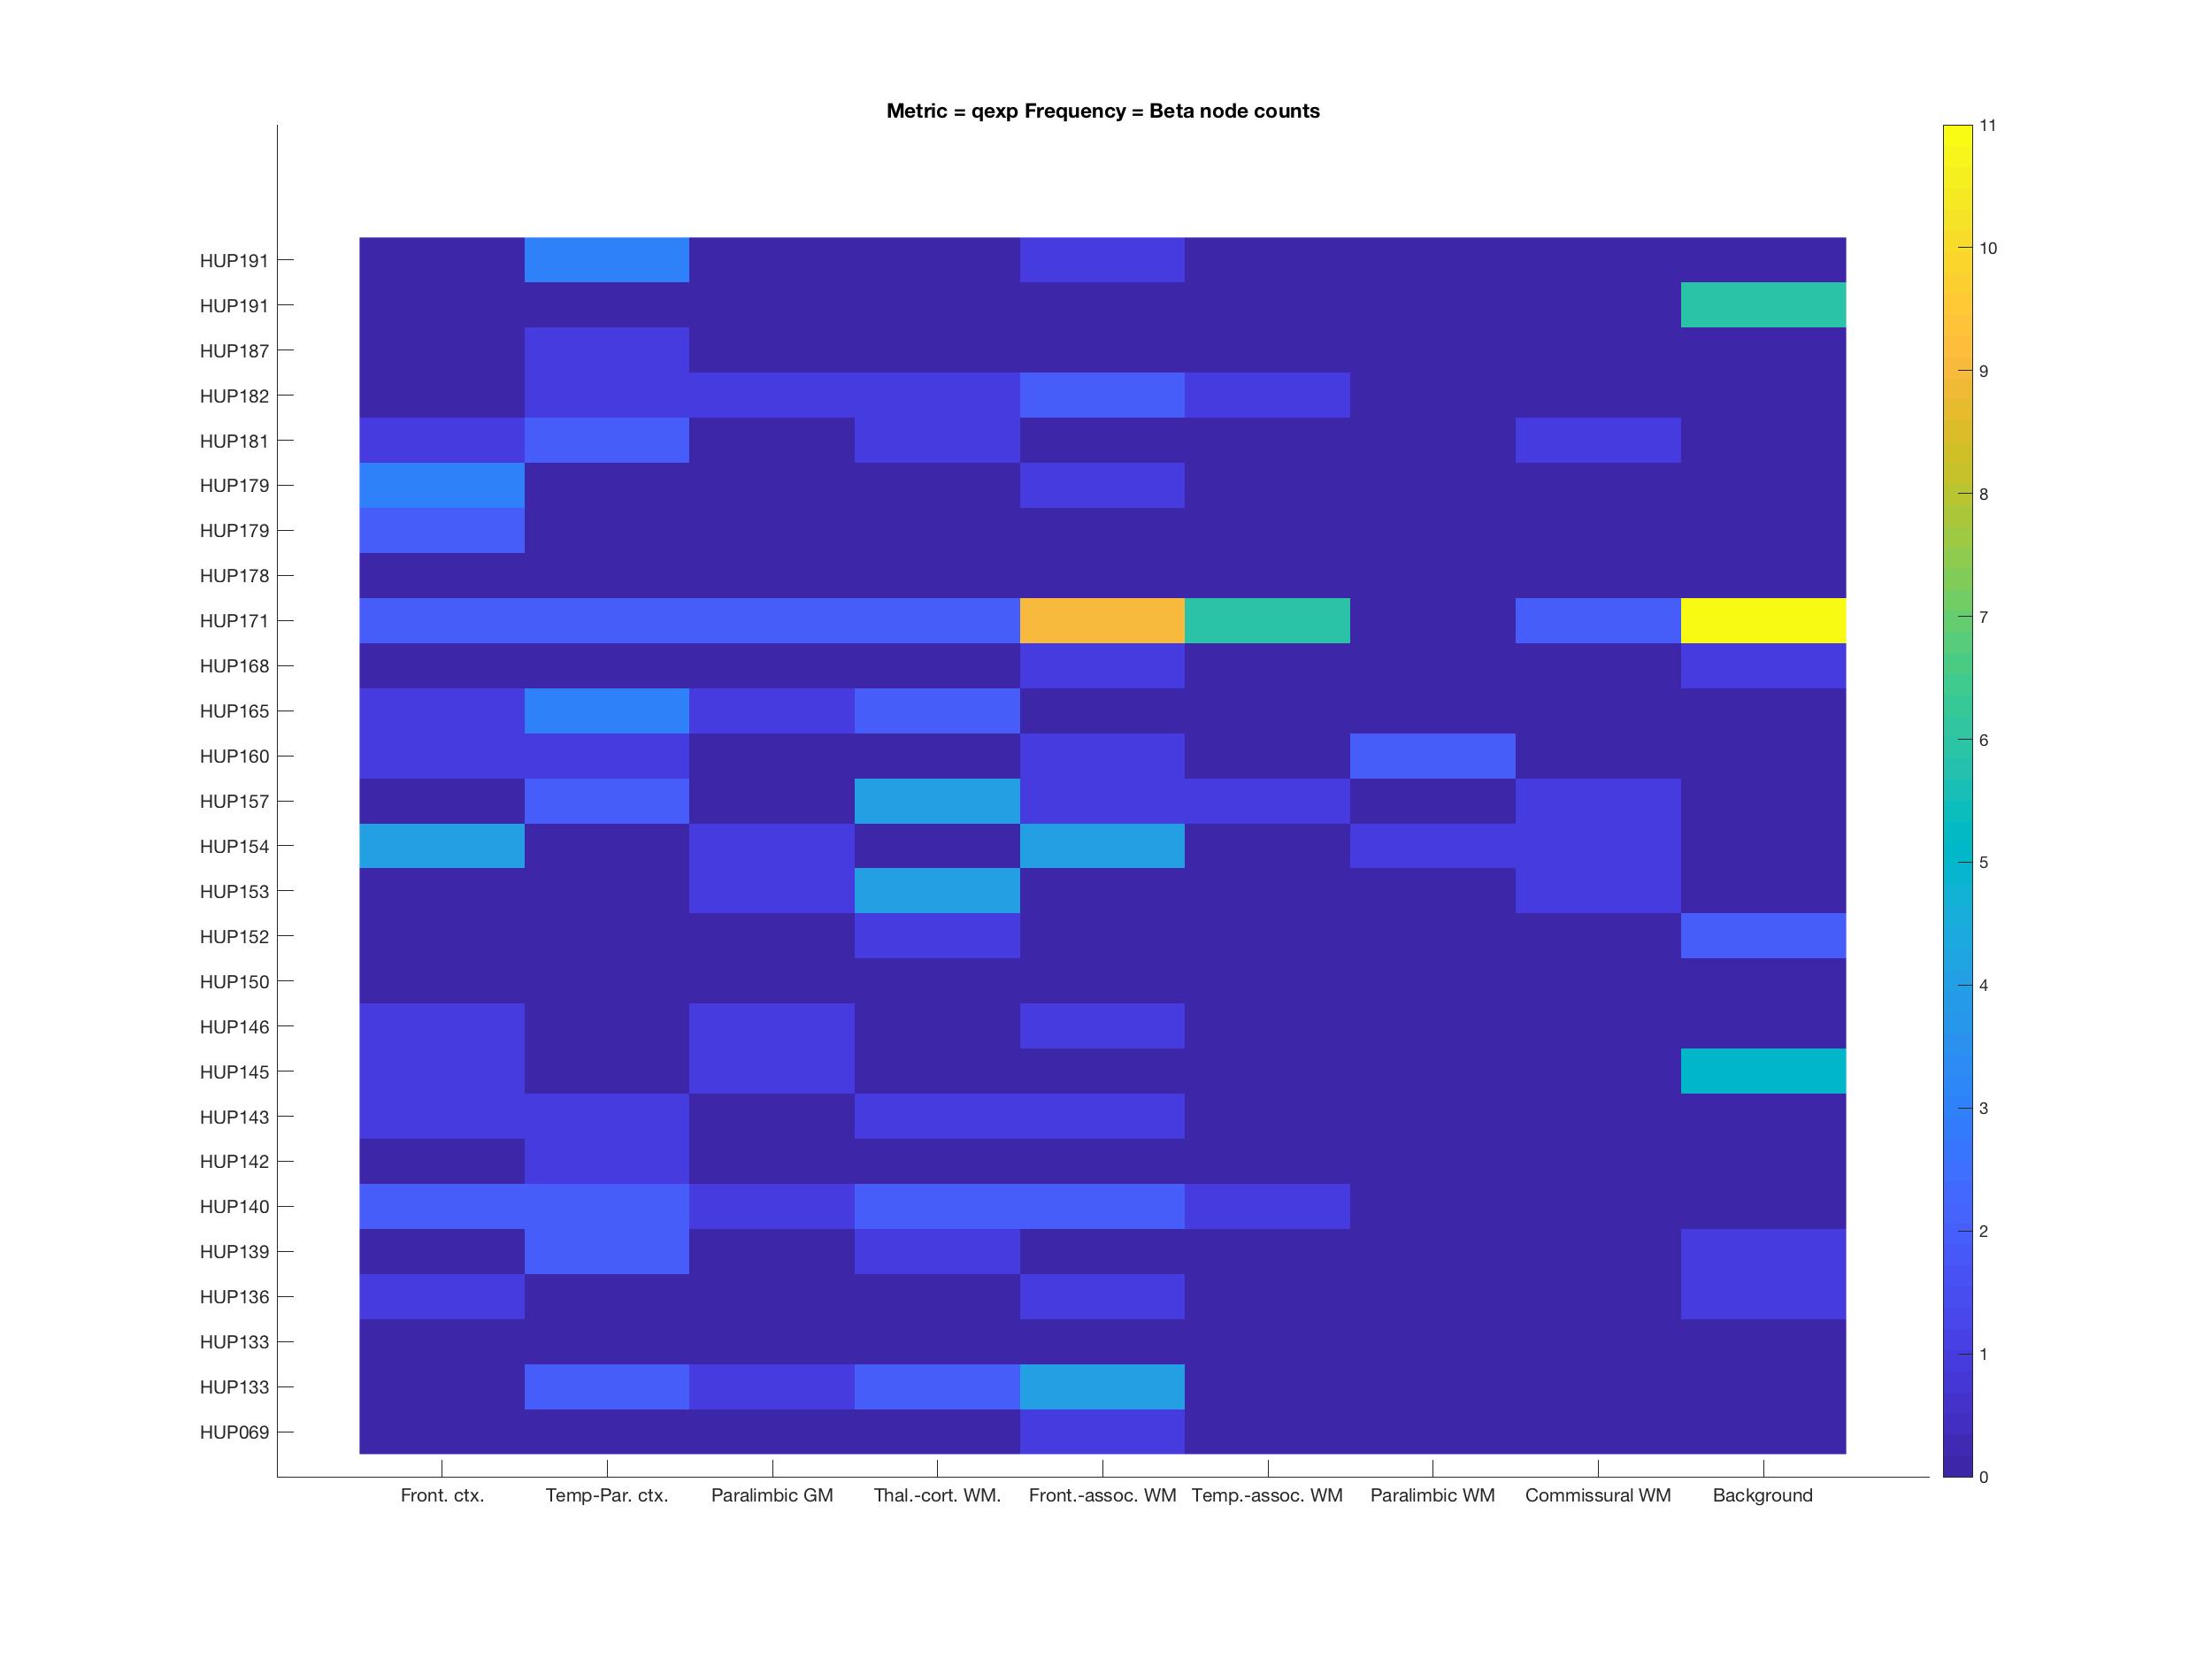 Metric = qexp Frequency = Beta node counts
HUP191
HUP191
HUP187
HUP182
HUP181
HUP179
HUP179
HUP178
HUP171
HUP168
HUP165
HUP160
HUP157
HUP154
HUP153
HUP152
HUP150
HUP146
HUP145
HUP143
HUP142
HUP140
HUP139
HUP136
HUP133
HUP133
HUP069
Front. ctx. Temp-Par. ctx. Paralimbic GM Thal.-cort. WM. Front.-assoc. WM Temp.-assoc. WM Paralimbic WM Commissural WM Background
11
10
9
8
7
6
5
4
3
2
1
0